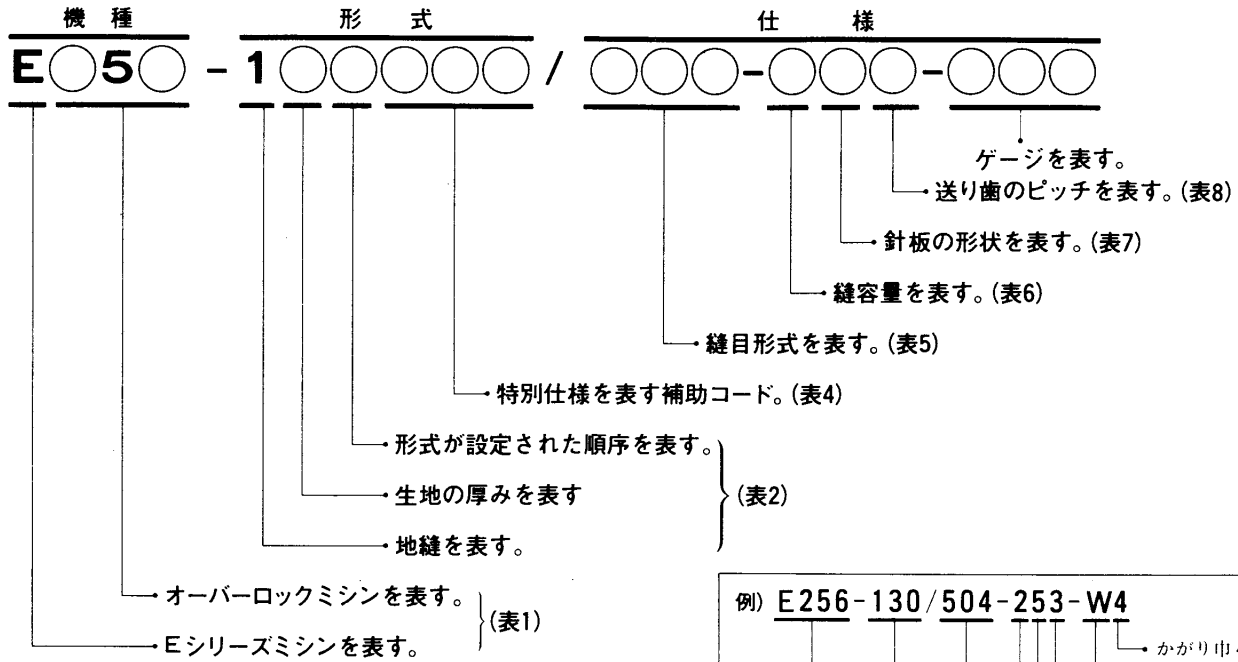 機種 形式 仕様
E○5○-1○○○○○/○○○-○○○-○○○
ゲージを表す。
送り歯のピッチを表す。(表8)
針板の形状を表す。(表7)
縫容量を表す。(表6)
縫目形式を表す。(表5)
特別仕様を表す補助コード。(表4)
形式が設定された順序を表す。
生地の厚みを表す
(表2)
地縫を表す。
オーバーロックミシンを表す。
(表1)
Eシリーズミシンを表す。
例) E256-130/504-253-W4
かがり巾